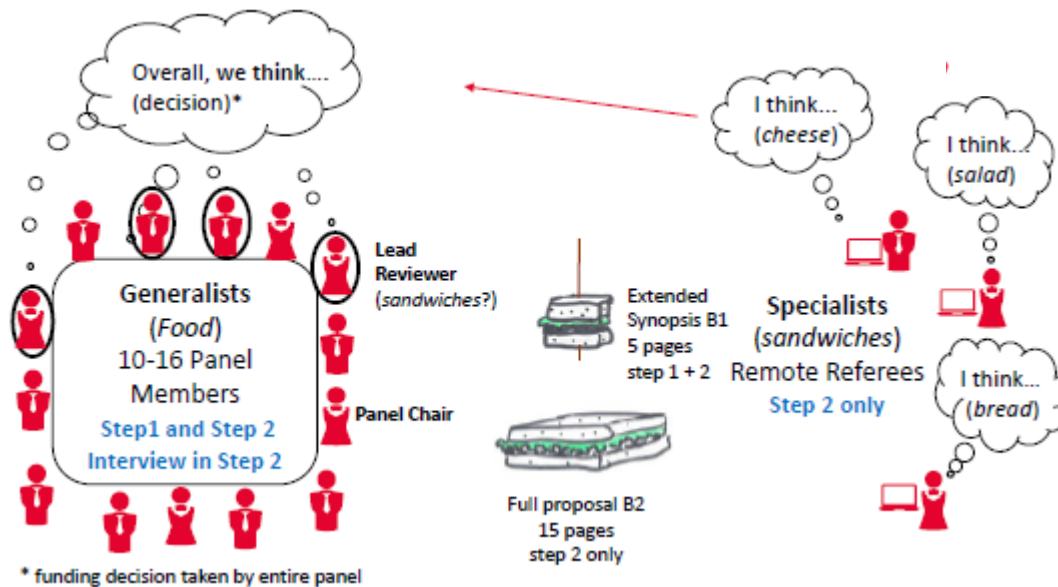 Overall, we think....
(decision)*
I think...
(cheese)
I think...
(salad)
Lead
Reviewer
(sandwiches?)
Generalists
(Food)
10-16 Panel
Members
Step1 and Step 2
Interview in Step 2
Panel Chair
Extended
Synopsis B1
5 pages
step 1 + 2
Specialists
(sandwiches)
Remote Referees
Step 2 only
I think...
(bread)
Full proposal B2
15 pages
step 2 only
* funding decision taken by entire panel